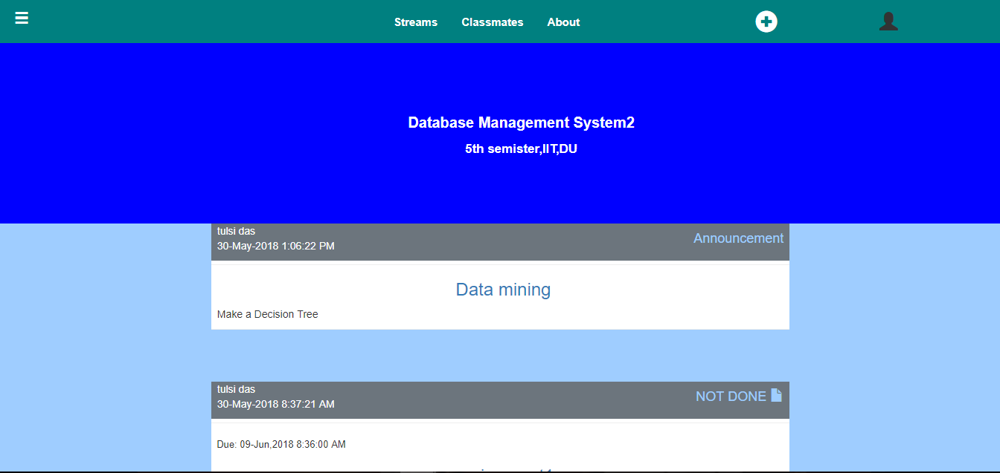 Streams Classmates About
Database Management System2
5th semister,IIT,DU
tulsi das
30-May-2018 1:06:22 PM
Announcement
Data mining
Make a Decision Tree
tulsi das
30-May-2018 8:37:21 AM
NOT DONE
Due: 09-Jun,2018 8:36:00 AM